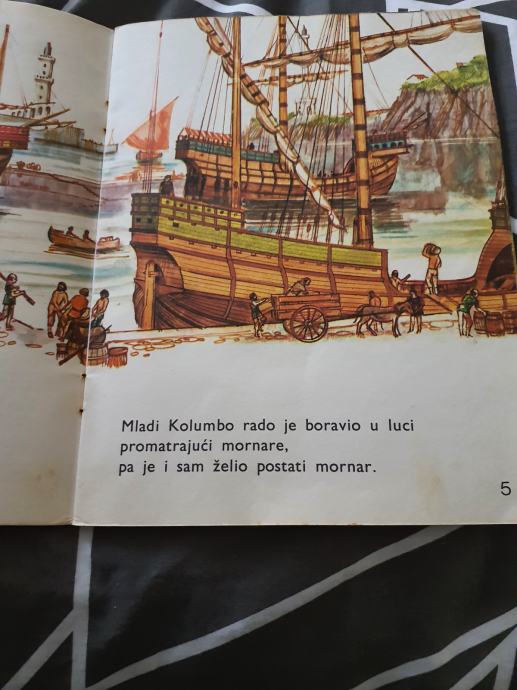 Mladi Kolumbo rado je boravio u luci
promatrajući mornare,
pa je i sam želio postati mornar.
5